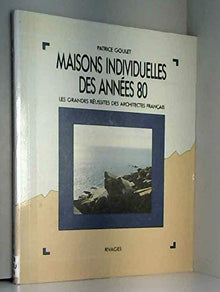 PATRICE GOULET
MAISONS INDIVIDUELLES
DES ANNÉES 80
LES GRANDES RÉUSSITES DES ARCHITECTES FRANÇAIS
RIVAGES